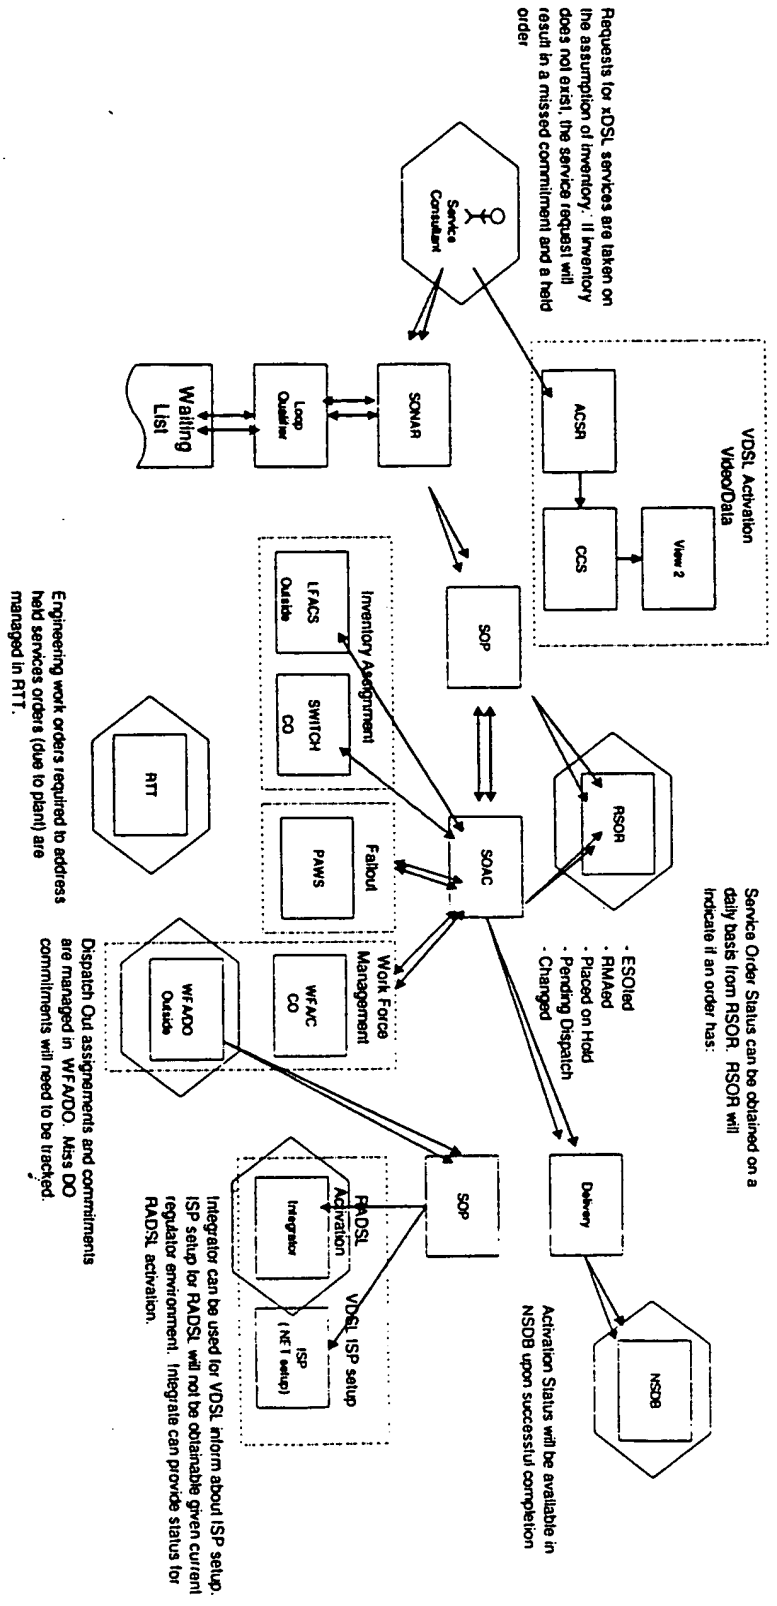 Requests for xDSL services are taken on
the assumption of inventory. If inventory
does not exist, the service request will
result in a missed commitment and a held
order
Service
Consultant
VDSL Activation
Video/Data
ACSR
CCS
View 2
SONAR
Loop
Qualifier
Waiting
List
SOP
Inventory Assignment
LFACS
Outside
SWITCH
CO
RSOR
SOAC
Fallout
PAWS
RTT
Engineering work orders required to address
held services orders (due to plant) are
managed in RTT.
Service Order Status can be obtained on a
daily basis from RSOR. RSOR will
indicate if an order has:
- ESOIed
- RMAed
- Placed on Hold
- Pending Dispatch
- Changed
Work Force
Management
WFA/C
CO
WFA/DO
Outside
Dispatch Out assignements and commitments
are managed in WFA/DO. Miss DO
commitments will need to be tracked.
Delivery
NSDB
Activation Status will be available in
NSDB upon successful completion
SOP
RADSL
Activation
Integrator
VDSL ISP setup
ISP
( NET setup)
Integrator can be used for VDSL inform about ISP setup.
ISP setup for RADSL will not be obtainable given current
regulator environment. Integrate can provide status for
RADSL activation.